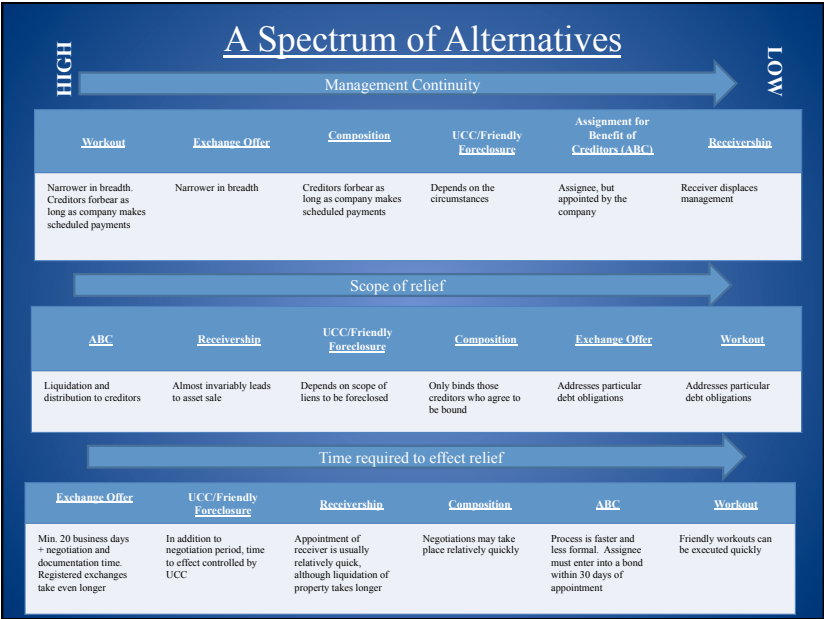 A Spectrum of Alternatives
HIGH
LOW
Management Continuity
Workout
Exchange Offer
Composition
UCC/Friendly
Foreclosure
Assignment for
Benefit of
Creditors (ABC)
Receivership
Narrower in breadth.
Creditors forbear as
long as company makes
scheduled payments
Narrower in breadth
Creditors forbear as
long as company makes
scheduled payments
Depends on the
circumstances
Assignee, but
appointed by the
company
Receiver displaces
management
Scope of relief
ABC
Receivership
UCC/Friendly
Foreclosure
Composition
Exchange Offer
Workout
Liquidation and
distribution to creditors
Almost invariably leads
to asset sale
Depends on scope of
liens to be foreclosed
Only binds those
creditors who agree to
be bound
Addresses particular
debt obligations
Addresses particular
debt obligations
Time required to effect relief
Exchange Offer
UCC/Friendly
Foreclosure
Receivership
Composition
ABC
Workout
Min. 20 business days
+ negotiation and
documentation time.
Registered exchanges
take even longer
In addition to
negotiation period, time
to effect controlled by
UCC
Appointment of
receiver is usually
relatively quick,
although liquidation of
property takes longer
Negotiations may take
place relatively quickly
Process is faster and
less formal. Assignee
must enter into a bond
within 30 days of
appointment
Friendly workouts can
be executed quickly